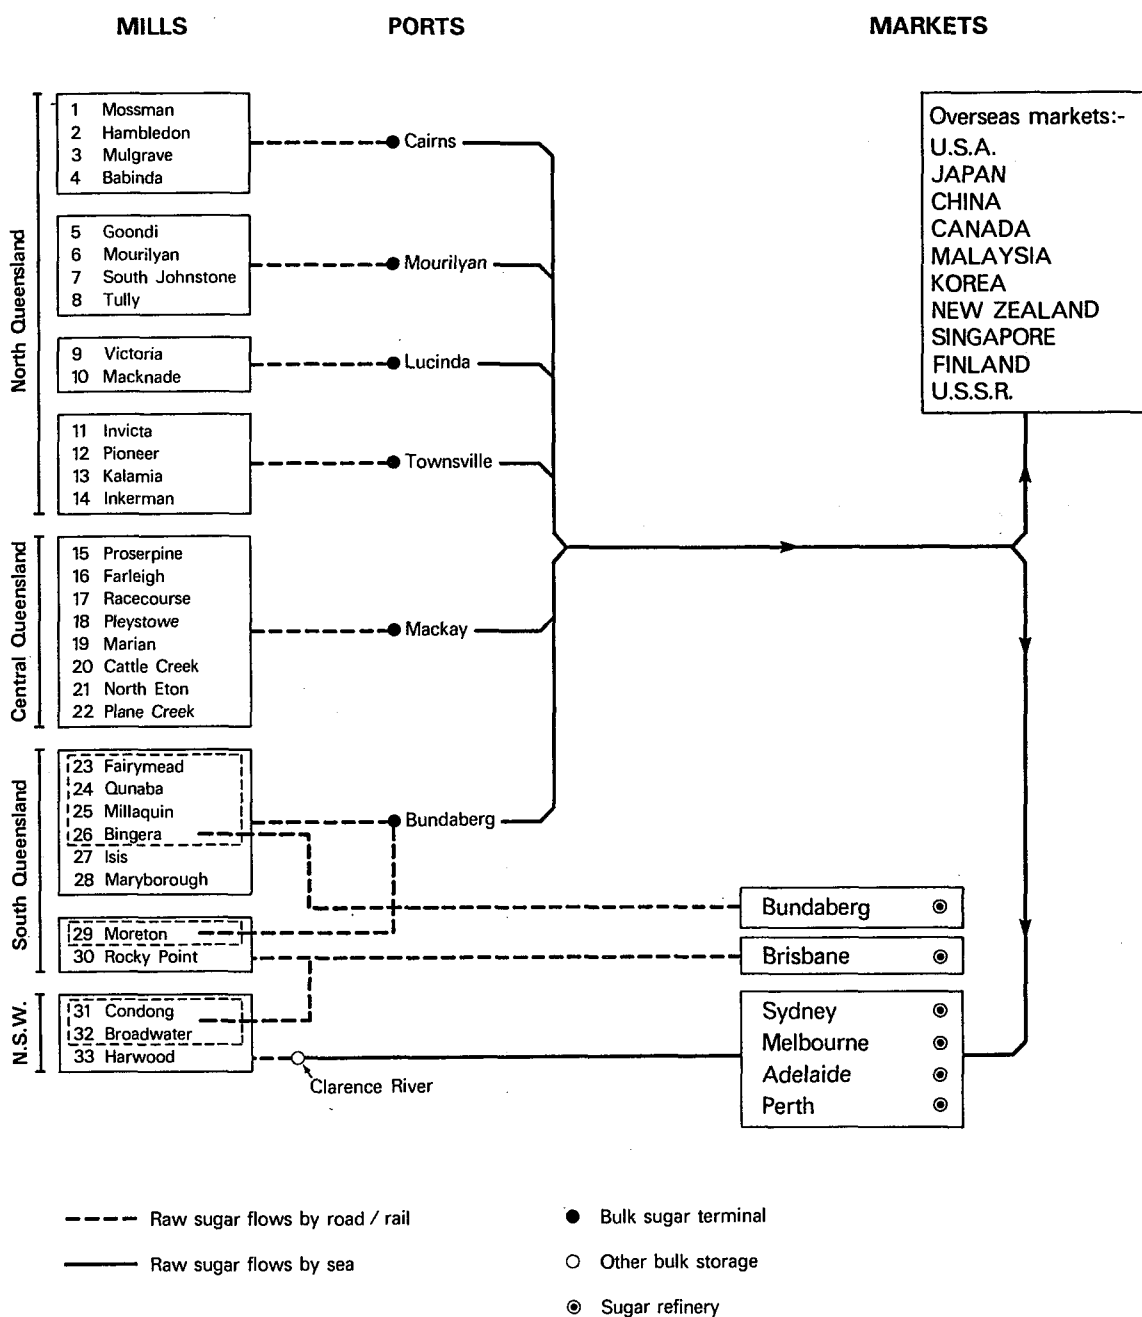 MILLS
PORTS
MARKETS
North Queensland
1 Mossman
2 Hambledon
3 Mulgrave
4 Babinda
Cairns
5 Goondi
6 Mourilyan
7 South Johnstone
8 Tully
Mourilyan
9 Victoria
10 Macknade
Lucinda
11 Invicta
12 Pioneer
13 Kalamia
14 Inkerman
Townsville
Central Queensland
15 Proserpine
16 Farleigh
17 Racecourse
18 Pleystowe
19 Marian
20 Cattle Creek
21 North Eton
22 Plane Creek
Mackay
South Queensland
23 Fairymead
24 Qunaba
25 Millaquin
26 Bingera
27 Isis
28 Maryborough
Bundaberg
29 Moreton
30 Rocky Point
N.S.W.
31 Condong
32 Broadwater
33 Harwood
Clarence River
Overseas markets:-
U.S.A.
JAPAN
CHINA
CANADA
MALAYSIA
KOREA
NEW ZEALAND
SINGAPORE
FINLAND
U.S.S.R.
Bundaberg
Brisbane
Sydney
Melbourne
Adelaide
Perth
Raw sugar flows by road / rail
Raw sugar flows by sea
Bulk sugar terminal
Other bulk storage
Sugar refinery